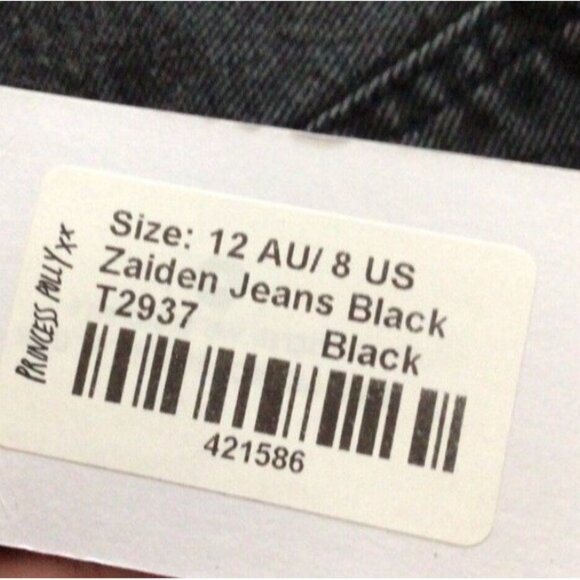 PRINCESS POLLY xx
Size: 12 AU/ 8 US
Zaiden Jeans Black
T2937
Black
421586